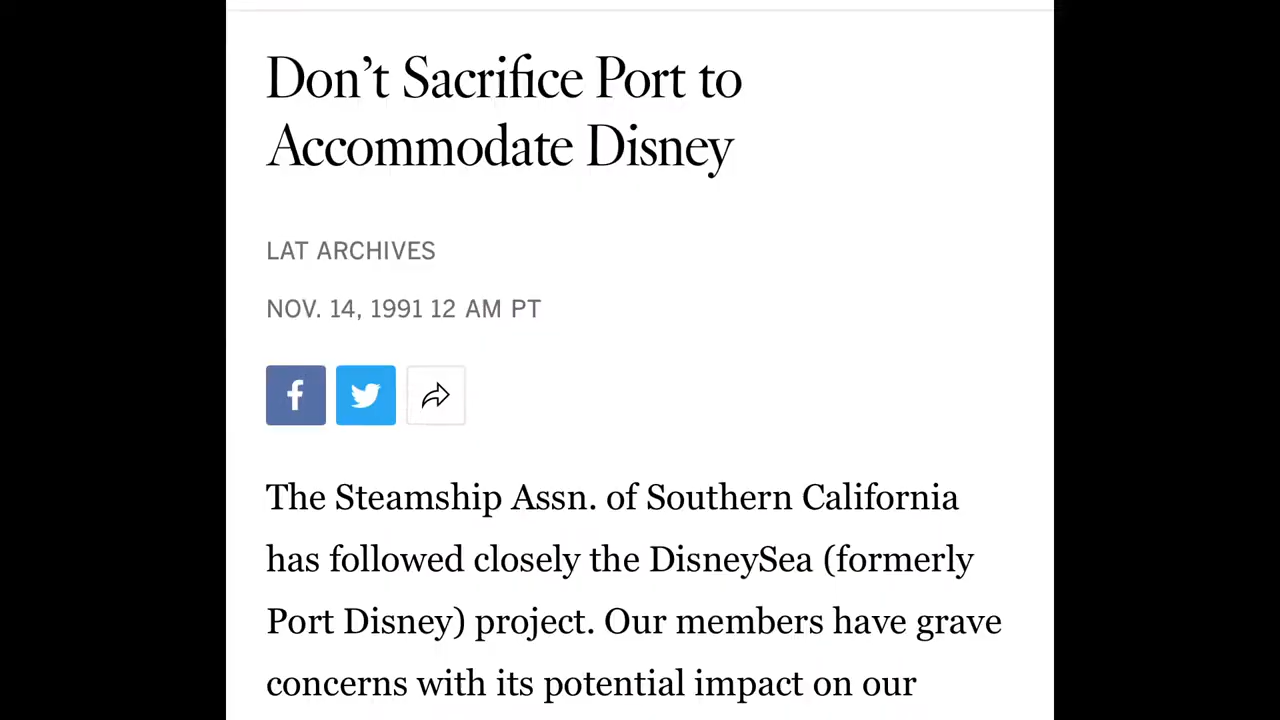 Don’t Sacrifice Port to
Accommodate Disney
LAT ARCHIVES
NOV. 14, 1991 12 AM PT
The Steamship Assn. of Southern California
has followed closely the DisneySea (formerly
Port Disney) project. Our members have grave
concerns with its potential impact on our